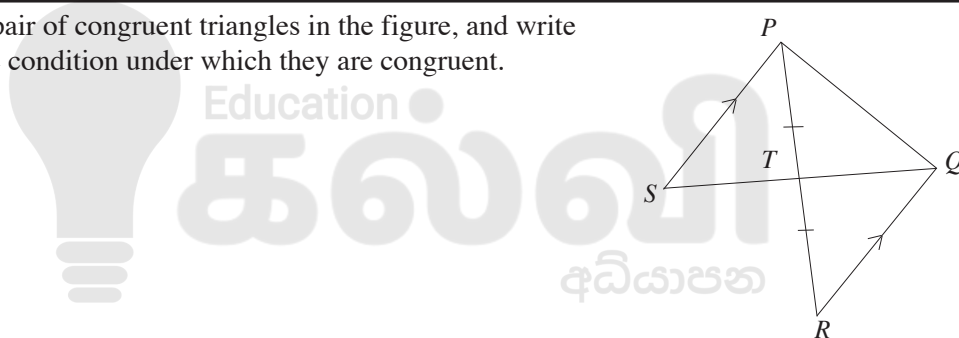 pair of congruent triangles in the figure, and write
condition under which they are congruent.
P
Education
கல்வி
T
Q
S
අධ්‍යාපන
R